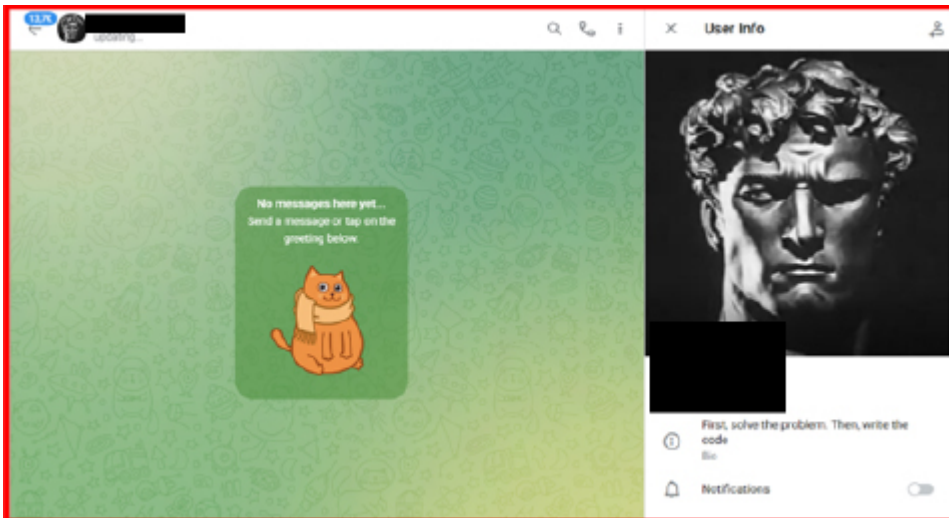 13,7K
updating...
User Info
No messages here yet...
Send a message or tap on the
greeting below.
First, solve the problem. Then, write the
code
Bio
Notifications